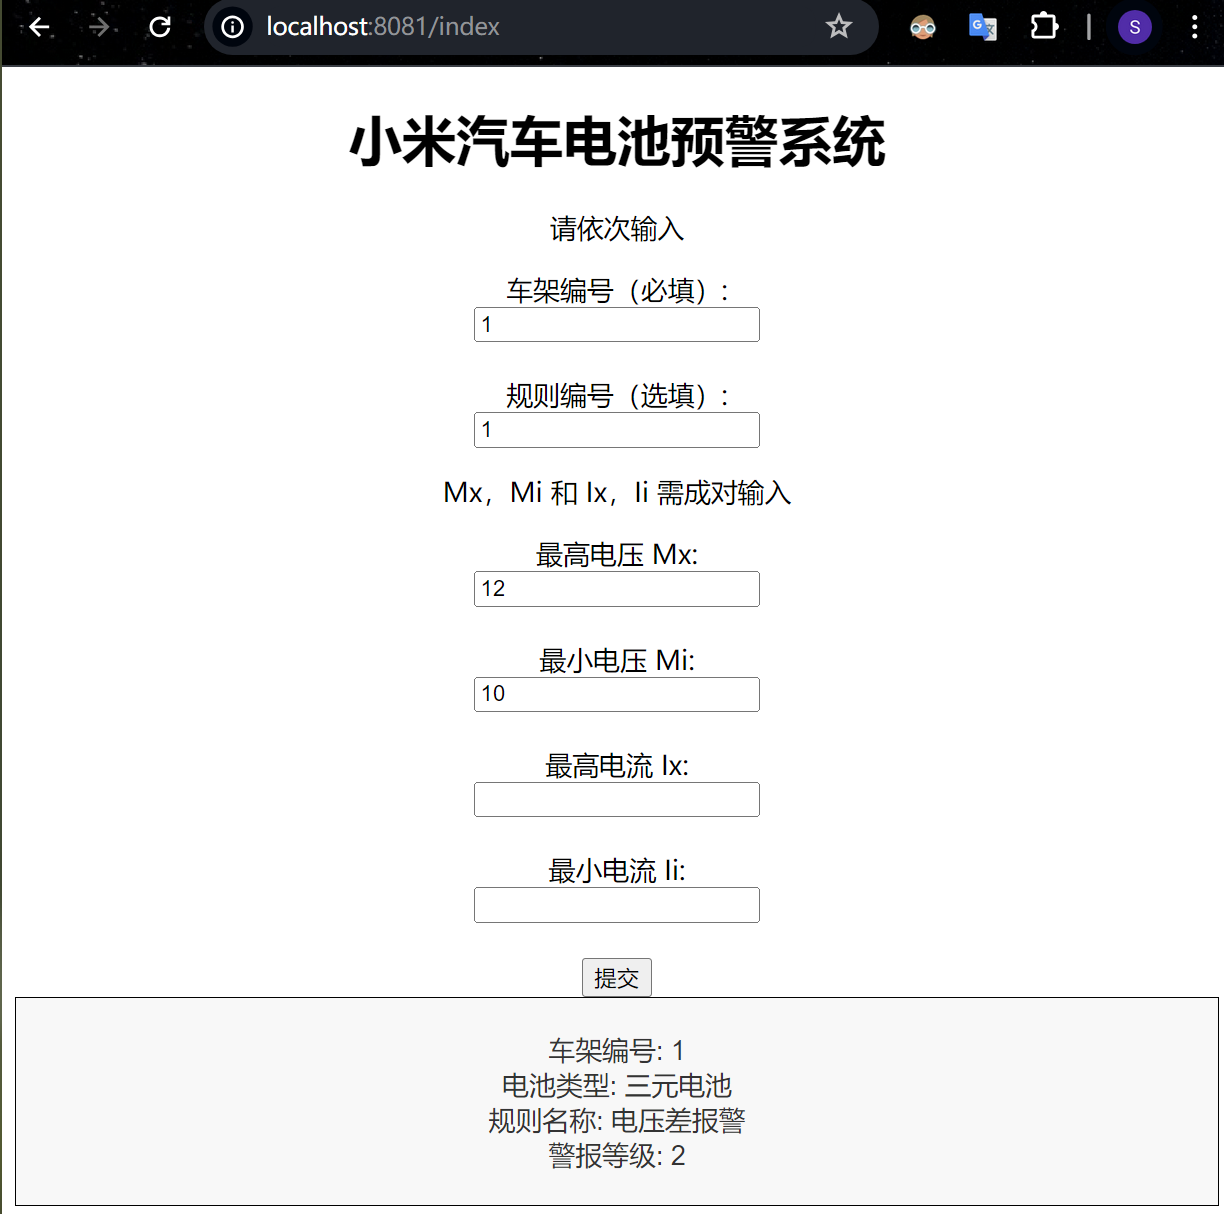 localhost:8081/index
S
小米汽车电池预警系统
请依次输入
车架编号（必填）:
1
规则编号（选填）:
1
Mx，Mi 和 Ix，Ii 需成对输入
最高电压 Mx:
12
最小电压 Mi:
10
最高电流 Ix:
最小电流 Ii:
提交
车架编号: 1
电池类型: 三元电池
规则名称: 电压差报警
警报等级: 2